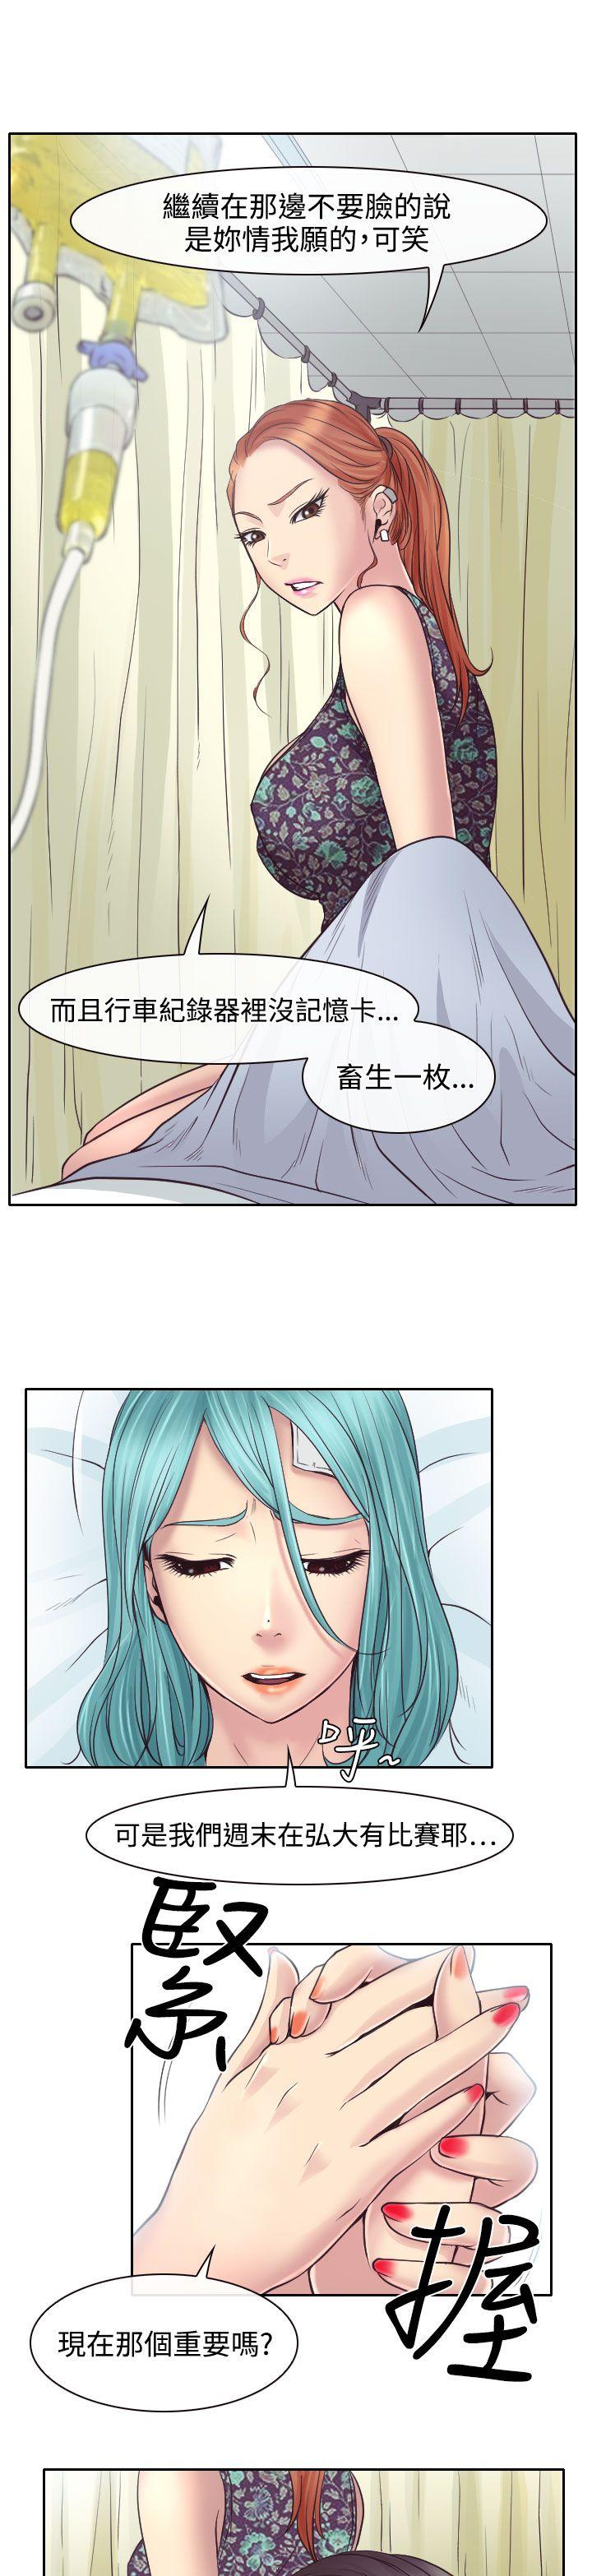 繼續在那邊不要臉的說
是妳情我願的,可笑
而且行車紀錄器裡沒記憶卡...
畜生一枚...
呼~
可是我們週末在弘大有比賽耶...
緊
握
現在那個重要嗎?